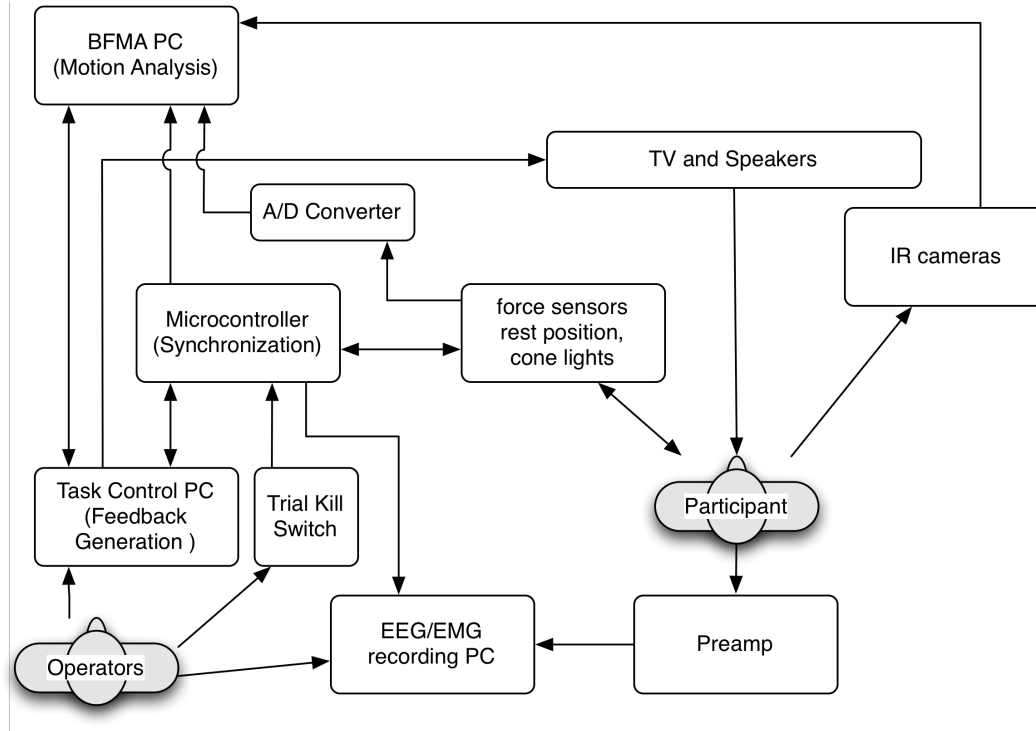 BFMA PC
(Motion Analysis)
TV and Speakers
A/D Converter
IR cameras
Microcontroller
(Synchronization)
force sensors
rest position,
cone lights
Task Control PC
(Feedback
Generation )
Trial Kill
Switch
Participant
Operators
EEG/EMG
recording PC
Preamp